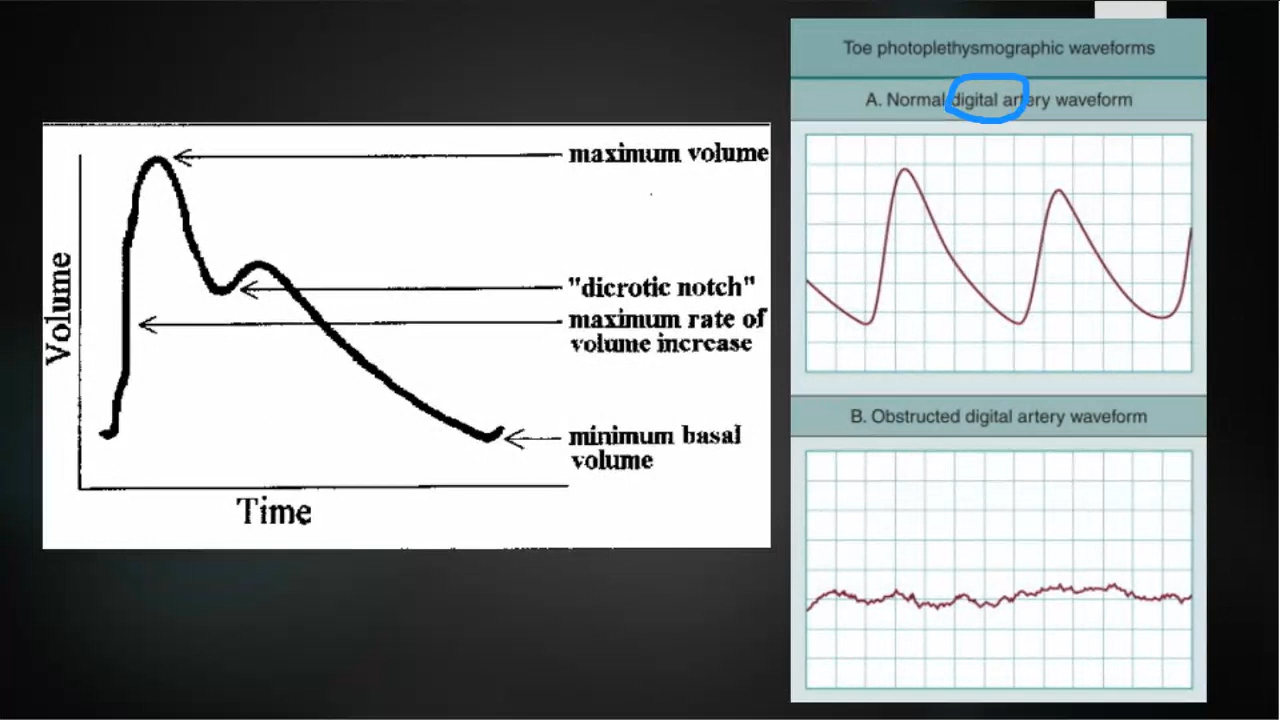 maximum volume
"dicrotic notch"
maximum rate of
volume increase
minimum basal
volume
Volume
Time
Toe photoplethysmographic waveforms
A. Normal digital artery waveform
B. Obstructed digital artery waveform